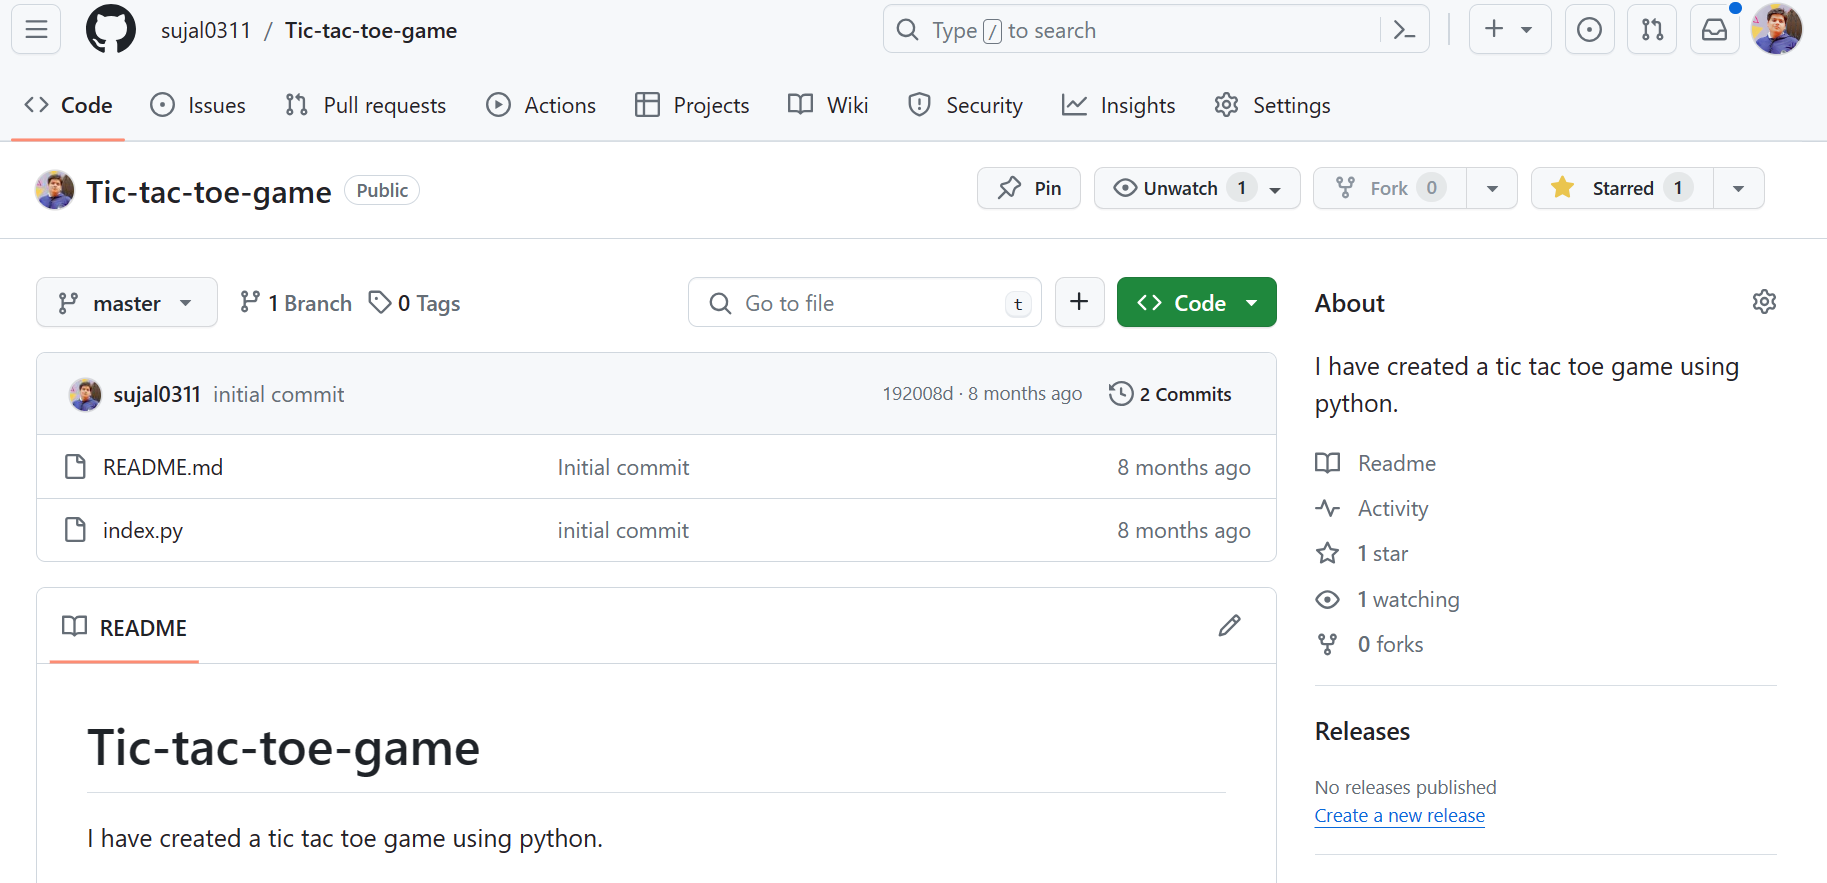 sujal0311 / Tic-tac-toe-game Type / to search
Code Issues Pull requests Actions Projects Wiki Security Insights Settings
Tic-tac-toe-game Public Pin Unwatch 1 Fork 0 Starred 1
master 1 Branch 0 Tags Go to file t + Code
About
I have created a tic tac toe game using
python.
sujal0311 initial commit 192008d · 8 months ago 2 Commits
README.md Initial commit 8 months ago
index.py initial commit 8 months ago
Readme
Activity
1 star
1 watching
0 forks
README
Tic-tac-toe-game
I have created a tic tac toe game using python.
Releases
No releases published
Create a new release